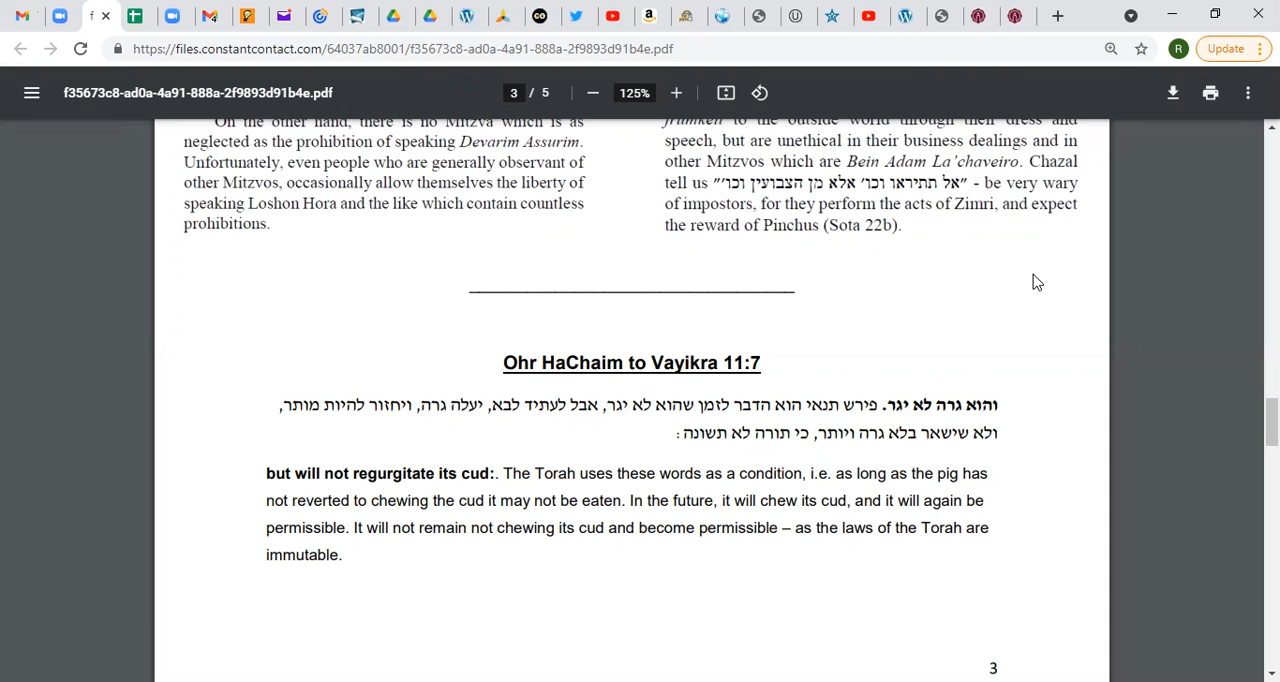 https://files.constantcontact.com/64037ab8001/f35673c8-ad0a-4a91-888a-2f9893d91b4e.pdf
R
Update
f35673c8-ad0a-4a91-888a-2f9893d91b4e.pdf
3 / 5
125%
On the other hand, there is no Mitzva which is as
neglected as the prohibition of speaking Devarim Assurim.
Unfortunately, even people who are generally observant of
other Mitzvos, occasionally allow themselves the liberty of
speaking Loshon Hora and the like which contain countless
prohibitions.
frumkeit to the outside world through their dress and
speech, but are unethical in their business dealings and in
other Mitzvos which are Bein Adam La'chaveiro. Chazal
tell us "אל תתיראו וכו' אלא מן הצבועין וכו'" - be very wary
of impostors, for they perform the acts of Zimri, and expect
the reward of Pinchus (Sota 22b).
Ohr HaChaim to Vayikra 11:7
והוא גרה לא יגר. פירש תנאי הוא הדבר לזמן שהוא לא יגר, אבל לעתיד לבא, יעלה גרה, ויחזור להיות מותר,
ולא שישאר בלא גרה ויותר, כי תורה לא תשונה:
but will not regurgitate its cud:. The Torah uses these words as a condition, i.e. as long as the pig has
not reverted to chewing the cud it may not be eaten. In the future, it will chew its cud, and it will again be
permissible. It will not remain not chewing its cud and become permissible – as the laws of the Torah are
immutable.
3